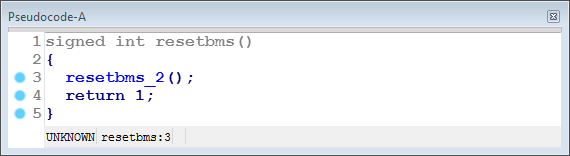 Pseudocode-A
1 signed int resetbms()
2 {
3   resetbms_2();
4   return 1;
5 }
UNKNOWN resetbms:3